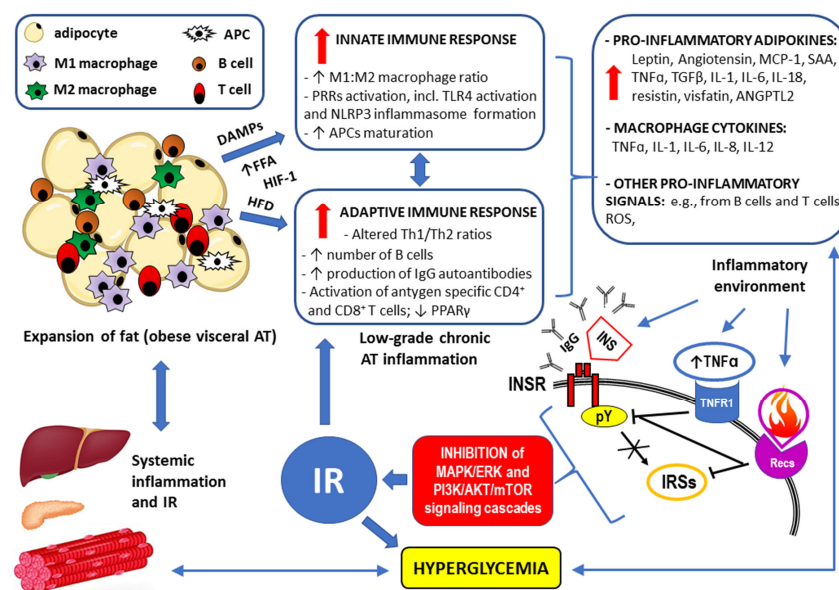 adipocyte
APC
M1 macrophage
B cell
M2 macrophage
T cell
DAMPs
↑FFA
HIF-1
HFD
Expansion of fat (obese visceral AT)
INNATE IMMUNE RESPONSE
- ↑ M1:M2 macrophage ratio
- PRRs activation, incl. TLR4 activation
and NLRP3 inflammasome formation
- ↑ APCs maturation
ADAPTIVE IMMUNE RESPONSE
- Altered Th1/Th2 ratios
- ↑ number of B cells
- ↑ production of IgG autoantibodies
- Activation of antygen specific CD4⁺
and CD8⁺ T cells; ↓ PPARγ
Low-grade chronic
AT inflammation
- PRO-INFLAMMATORY ADIPOKINES:
Leptin, Angiotensin, MCP-1, SAA,
TNFα, TGFβ, IL-1, IL-6, IL-18,
resistin, visfatin, ANGPTL2
- MACROPHAGE CYTOKINES:
TNFα, IL-1, IL-6, IL-8, IL-12
- OTHER PRO-INFLAMMATORY
SIGNALS: e.g., from B cells and T cells
ROS,
Inflammatory
environment
IgG
INS
INSR
pY
↑TNFα
TNFR1
Recs
IRSs
Systemic
inflammation
and IR
IR
INHIBITION of
MAPK/ERK and
PI3K/AKT/mTOR
signaling cascades
HYPERGLYCEMIA